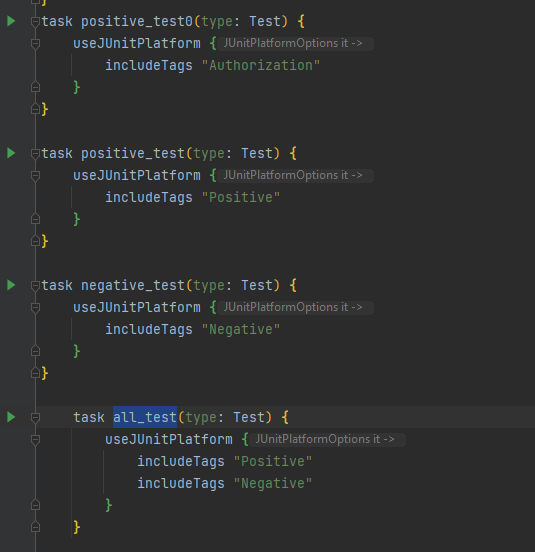 }
task positive_test0(type: Test) {
useJUnitPlatform { JUnitPlatformOptions it ->
includeTags "Authorization"
}
}
task positive_test(type: Test) {
useJUnitPlatform { JUnitPlatformOptions it ->
includeTags "Positive"
}
}
task negative_test(type: Test) {
useJUnitPlatform { JUnitPlatformOptions it ->
includeTags "Negative"
}
}
task all_test(type: Test) {
useJUnitPlatform { JUnitPlatformOptions it ->
includeTags "Positive"
includeTags "Negative"
}
}